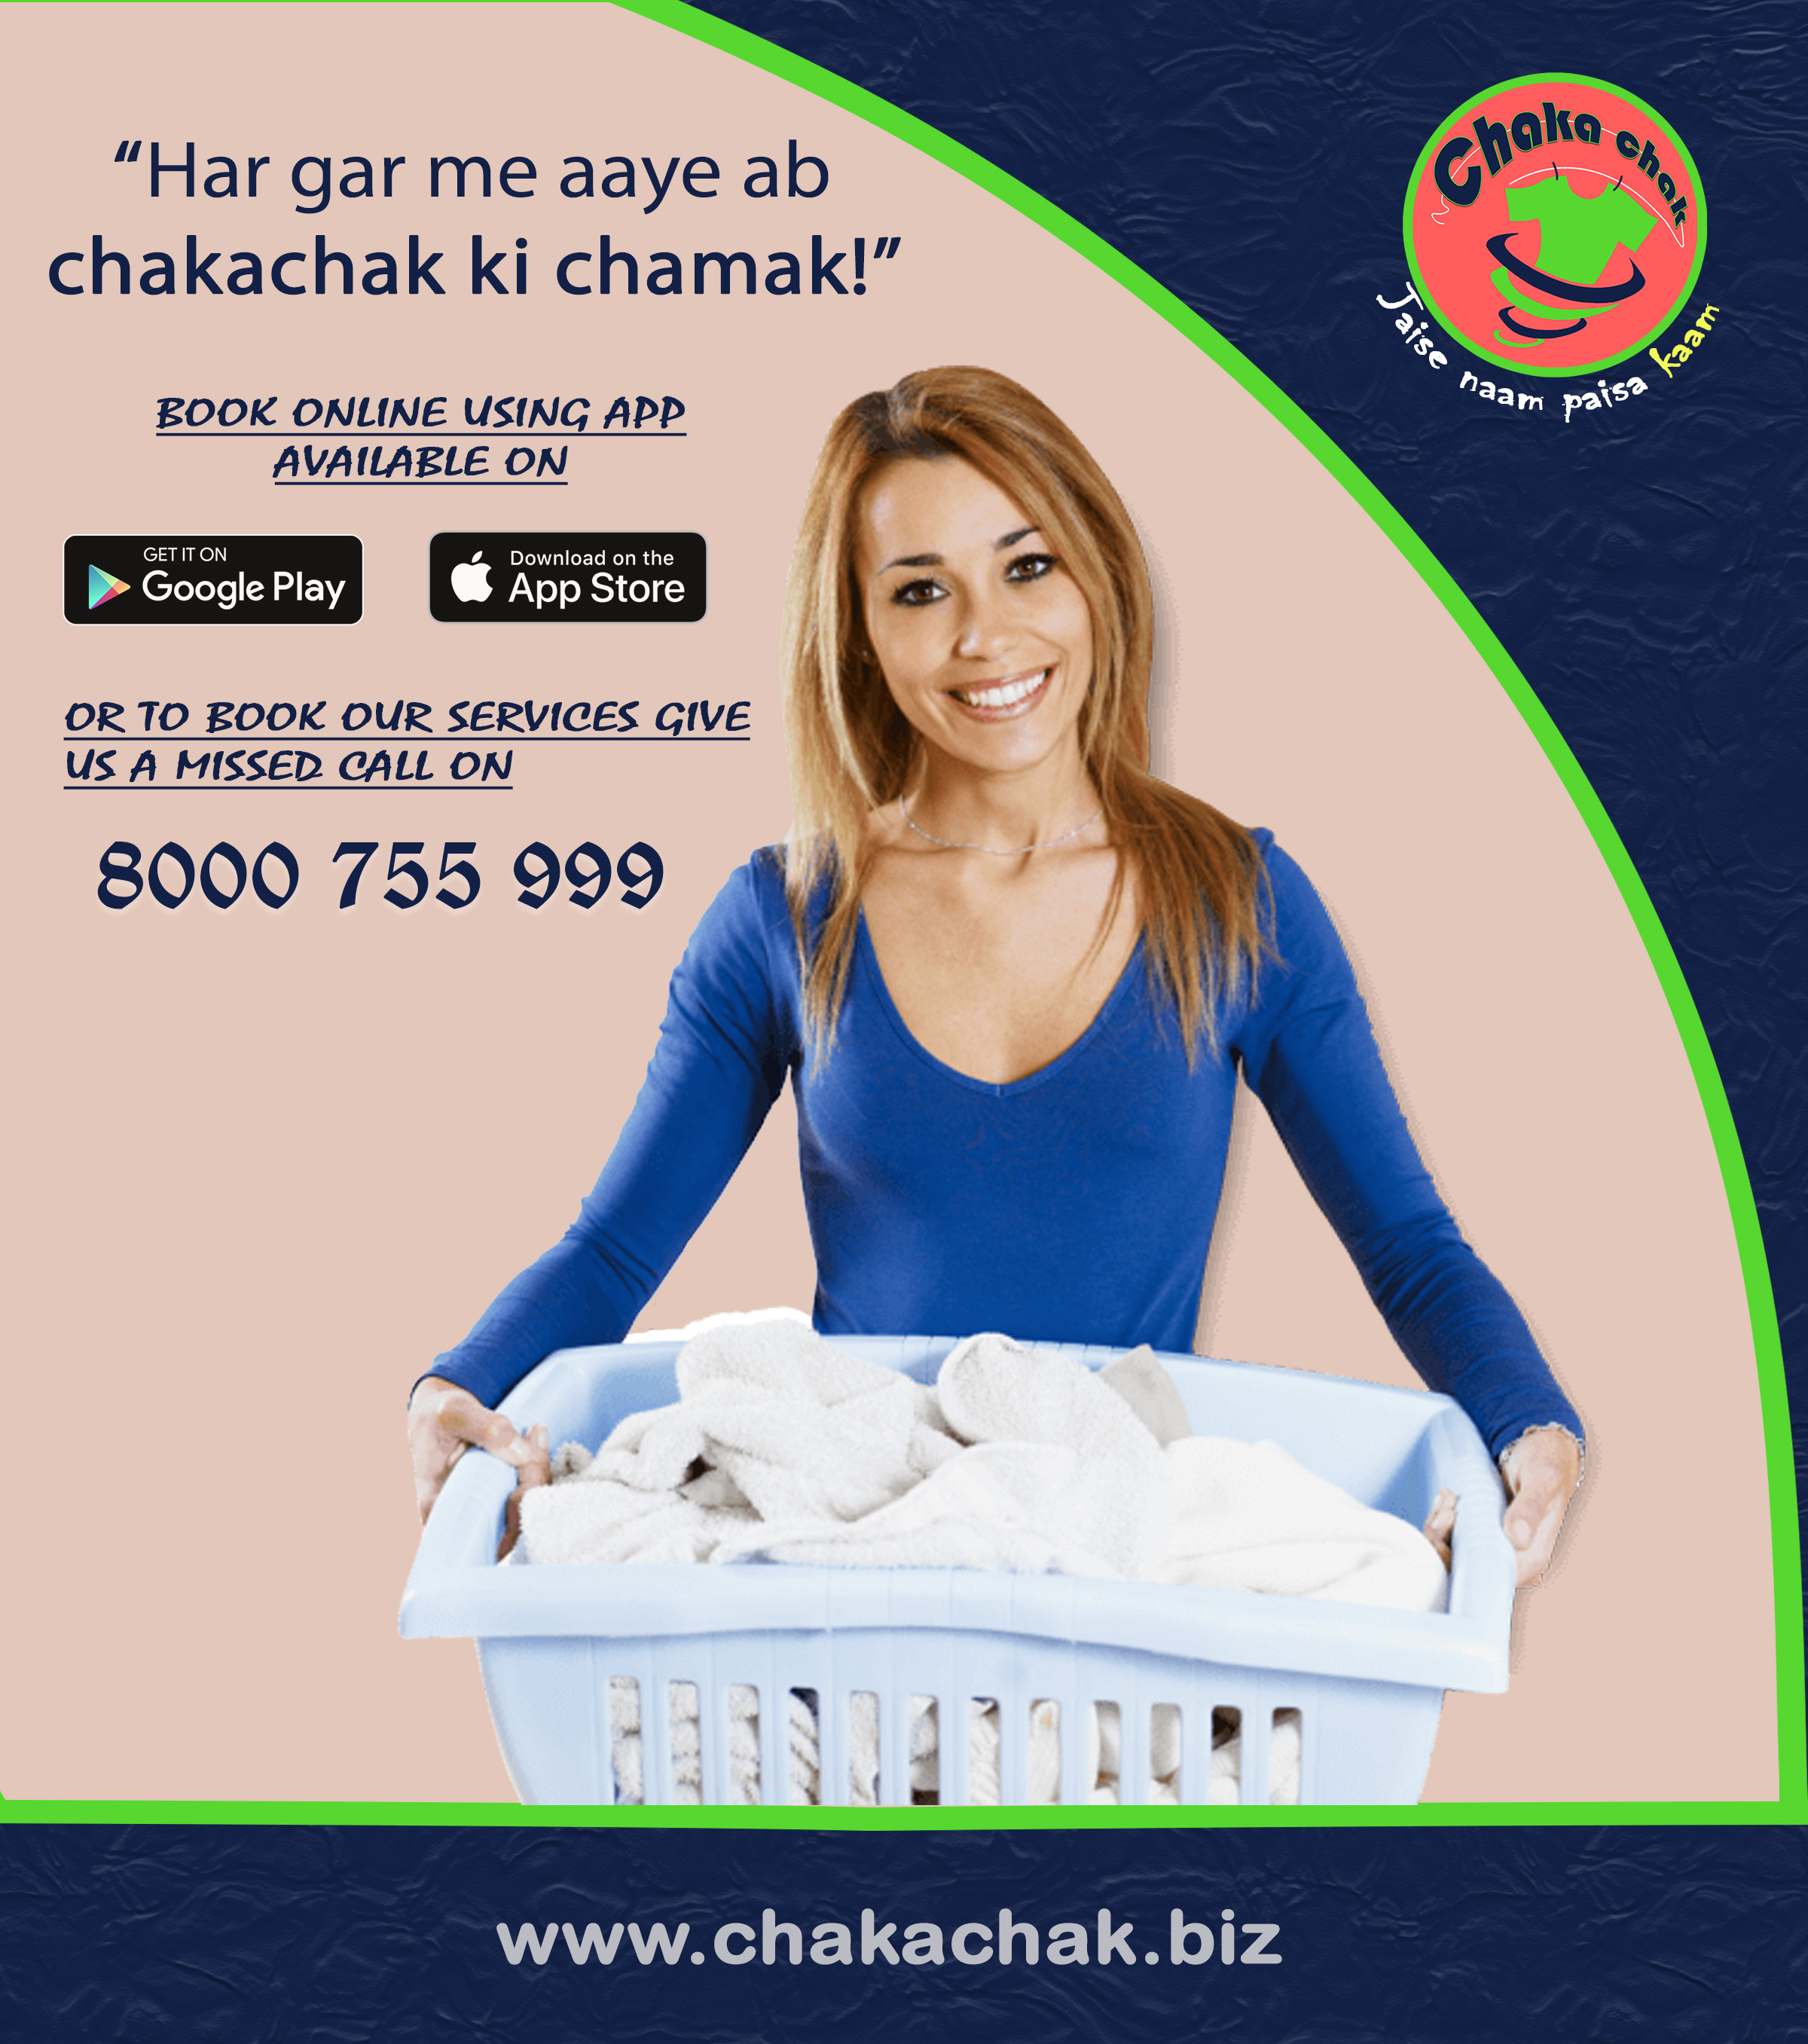 “Har gar me aaye ab
chakachak ki chamak!”
Chaka chak
Jaise naam paisa kaam
BOOK ONLINE USING APP
AVAILABLE ON
GET IT ON
Google Play
Download on the
App Store
OR TO BOOK OUR SERVICES GIVE
US A MISSED CALL ON
8000 755 999
www.chakachak.biz